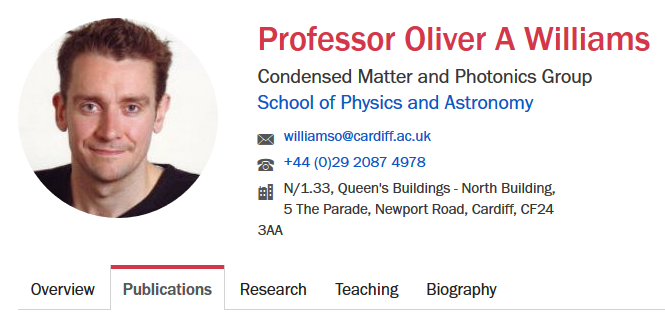 Professor Oliver A Williams
Condensed Matter and Photonics Group
School of Physics and Astronomy
williamso@cardiff.ac.uk
+44 (0)29 2087 4978
N/1.33, Queen's Buildings - North Building,
5 The Parade, Newport Road, Cardiff, CF24
3AA
Overview Publications Research Teaching Biography